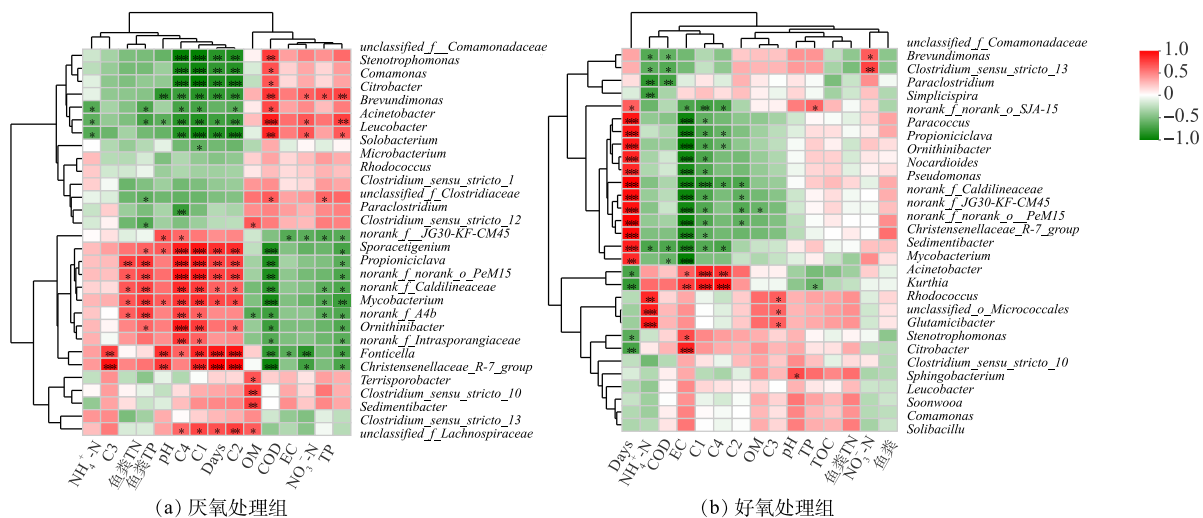 unclassified_f__Comamonadaceae
Stenotrophomonas
Comamonas
Citrobacter
Brevundimonas
Acinetobacter
Leucobacter
Solobacterium
Microbacterium
Rhodococcus
Clostridium_sensu_stricto_1
unclassified_f_Clostridiaceae
Paraclostridium
Clostridium_sensu_stricto_12
norank_f__JG30-KF-CM45
Sporacetigenium
Propioniciclava
norank_f_norank_o_PeM15
norank_f_Caldilineaceae
Mycobacterium
norank_f_A4b
Ornithinibacter
norank_f_Intrasporangiaceae
Fonticella
Christensenellaceae_R-7_group
Terrisporobacter
Clostridium_sensu_stricto_10
Sedimentibacter
Clostridium_sensu_stricto_13
unclassified_f_Lachnospiraceae
NH₄⁺-N
C3
鱼粪TN
鱼粪TP
pH
C4
C1
Days
C2
OM
COD
EC
NO₃⁻-N
TP
(a) 厌氧处理组
unclassified_f_Comamonadaceae
Brevundimonas
Clostridium_sensu_stricto_13
Paraclostridium
Simplicispira
norank_f_norank_o_SJA-15
Paracoccus
Propioniciclava
Ornithinibacter
Nocardioides
Pseudomonas
norank_f_Caldilineaceae
norank_f_JG30-KF-CM45
norank_f_norank_o__PeM15
Christensenellaceae_R-7_group
Sedimentibacter
Mycobacterium
Acinetobacter
Kurthia
Rhodococcus
unclassified_o_Micrococcales
Glutamicibacter
Stenotrophomonas
Citrobacter
Clostridium_sensu_stricto_10
Sphingobacterium
Leucobacter
Soonwooa
Comamonas
Solibacillu
Days
NH₄⁺-N
COD
EC
C1
C4
C2
OM
C3
pH
TP
TOC
鱼粪TN
NO₃⁻-N
鱼粪
(b) 好氧处理组
1.0
0.5
0
−0.5
−1.0